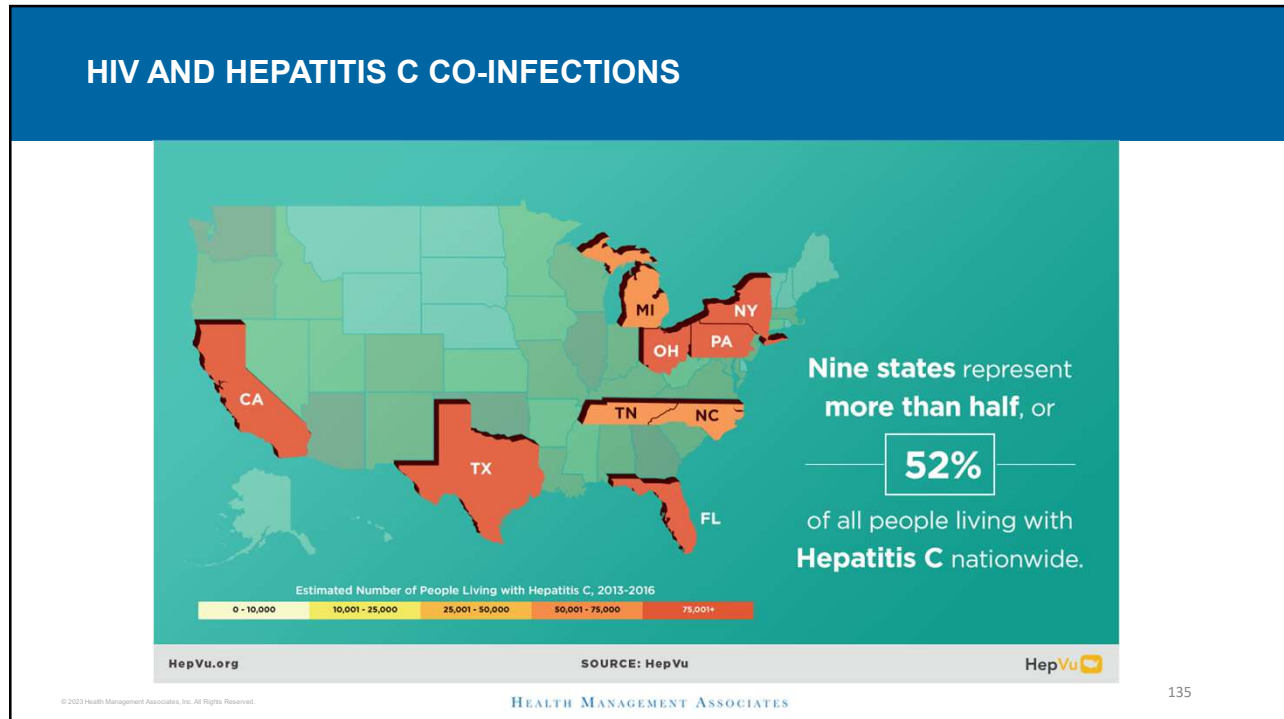 HIV AND HEPATITIS C CO-INFECTIONS
MI
NY
OH
PA
CA
TN
NC
TX
FL
Nine states represent
more than half, or
52%
of all people living with
Hepatitis C nationwide.
Estimated Number of People Living with Hepatitis C, 2013-2016
0 - 10,000 10,001 - 25,000 25,001 - 50,000 50,001 - 75,000 75,001+
HepVu.org SOURCE: HepVu HepVu
© 2023 Health Management Associates, Inc. All Rights Reserved. HEALTH MANAGEMENT ASSOCIATES 135